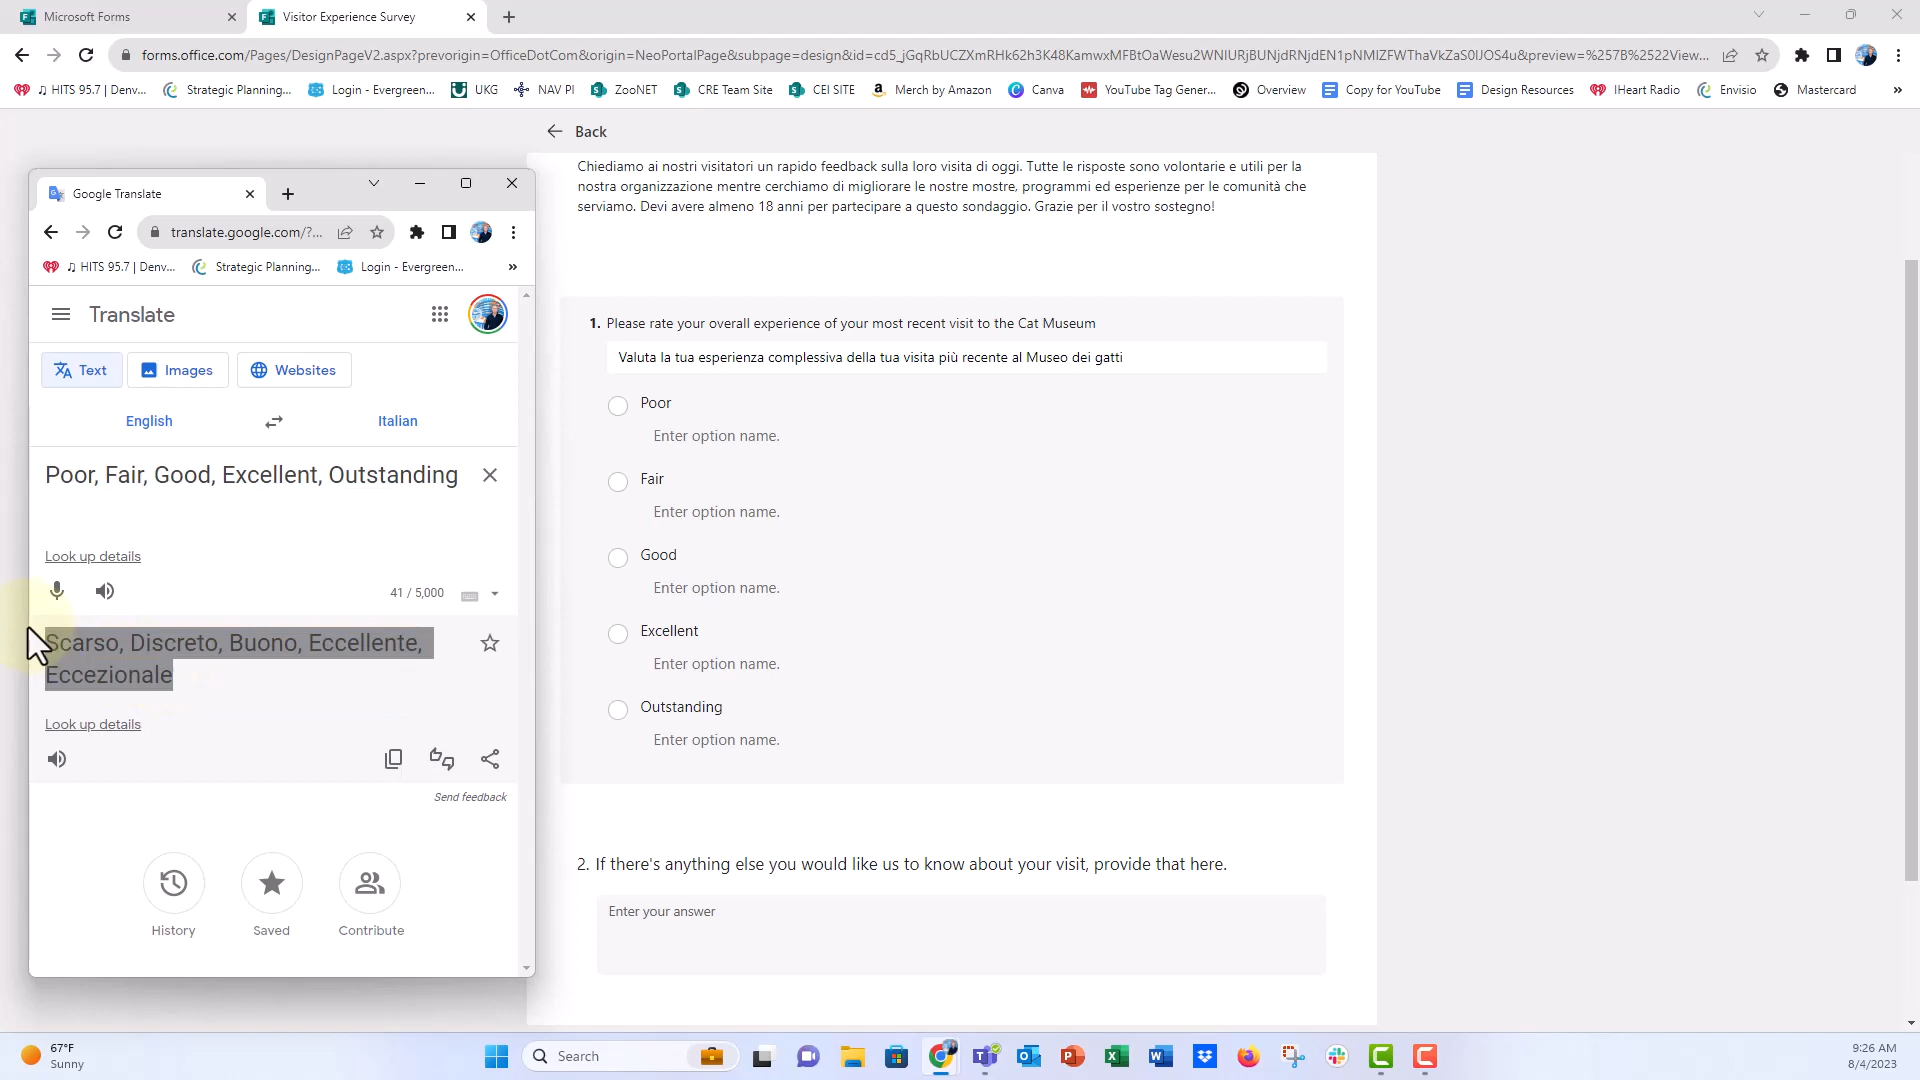 Microsoft Forms
Visitor Experience Survey
forms.office.com/Pages/DesignPageV2.aspx?prevorigin=OfficeDotCom&origin=NeoPortalPage&subpage=design&id=cd5_jGqRbUCZXmRHk62h3K48KamwxMFBtOaWesu2WNlURjBUNjdRNjdEN1pNMlZFWThaVkZaS0lJOS4u&preview=%257B%2522View...
♫ HITS 95.7 | Denv... Strategic Planning... Login - Evergreen... UKG NAV PI ZooNET CRE Team Site CEI SITE Merch by Amazon Canva YouTube Tag Gener... Overview Copy for YouTube Design Resources IHeart Radio Envisio Mastercard »
Back
Chiediamo ai nostri visitatori un rapido feedback sulla loro visita di oggi. Tutte le risposte sono volontarie e utili per la
nostra organizzazione mentre cerchiamo di migliorare le nostre mostre, programmi ed esperienze per le comunità che
serviamo. Devi avere almeno 18 anni per partecipare a questo sondaggio. Grazie per il vostro sostegno!
Google Translate
translate.google.com/?...
♫ HITS 95.7 | Denv... Strategic Planning... Login - Evergreen... »
Translate
Text Images Websites
English Italian
Poor, Fair, Good, Excellent, Outstanding
Look up details
41 / 5,000
Scarso, Discreto, Buono, Eccellente,
Eccezionale
Look up details
Send feedback
History Saved Contribute
1. Please rate your overall experience of your most recent visit to the Cat Museum
Valuta la tua esperienza complessiva della tua visita più recente al Museo dei gatti
Poor
Enter option name.
Fair
Enter option name.
Good
Enter option name.
Excellent
Enter option name.
Outstanding
Enter option name.
2. If there's anything else you would like us to know about your visit, provide that here.
Enter your answer
67°F
Sunny
Search
9:26 AM
8/4/2023